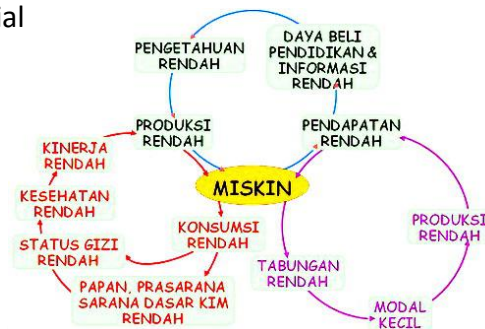 ial
PENGETAHUAN
RENDAH
DAYA BELI
PENDIDIKAN &
INFORMASI
RENDAH
PRODUKSI
RENDAH
PENDAPATAN
RENDAH
KINERJA
RENDAH
MISKIN
KESEHATAN
RENDAH
KONSUMSI
RENDAH
PRODUKSI
RENDAH
STATUS GIZI
RENDAH
TABUNGAN
RENDAH
PAPAN, PRASARANA
SARANA DASAR KIM
RENDAH
MODAL
KECIL